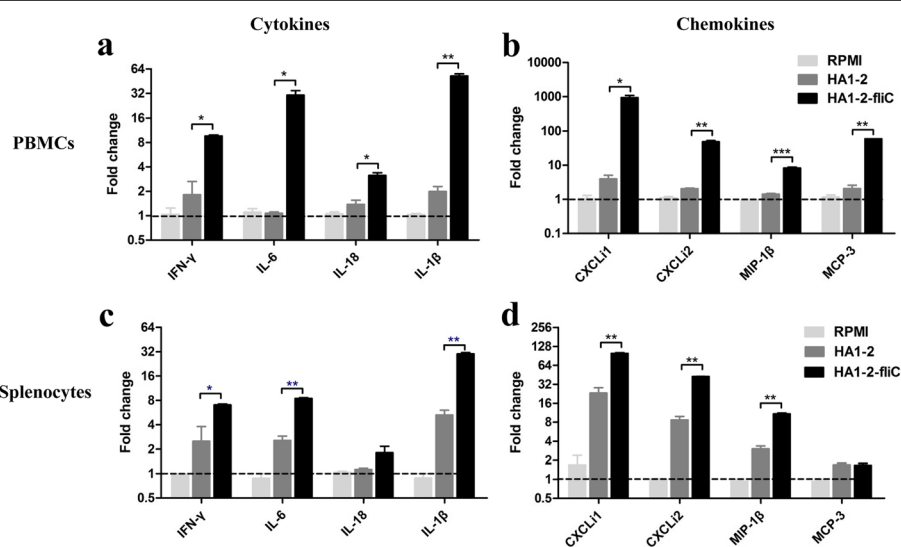 Cytokines
Chemokines
PBMCs
Splenocytes
a
Fold change
64
32
16
8
4
2
1
0.5
*
*
*
**
IFN-γ
IL-6
IL-18
IL-1β
b
Fold change
10000
1000
100
10
1
0.1
*
**
***
**
RPMI
HA1-2
HA1-2-fliC
CXCLi1
CXCLi2
MIP-1β
MCP-3
c
Fold change
64
32
16
8
4
2
1
0.5
*
**
**
IFN-γ
IL-6
IL-18
IL-1β
d
Fold change
256
128
64
32
16
8
4
2
1
0.5
**
**
**
RPMI
HA1-2
HA1-2-fliC
CXCLi1
CXCLi2
MIP-1β
MCP-3